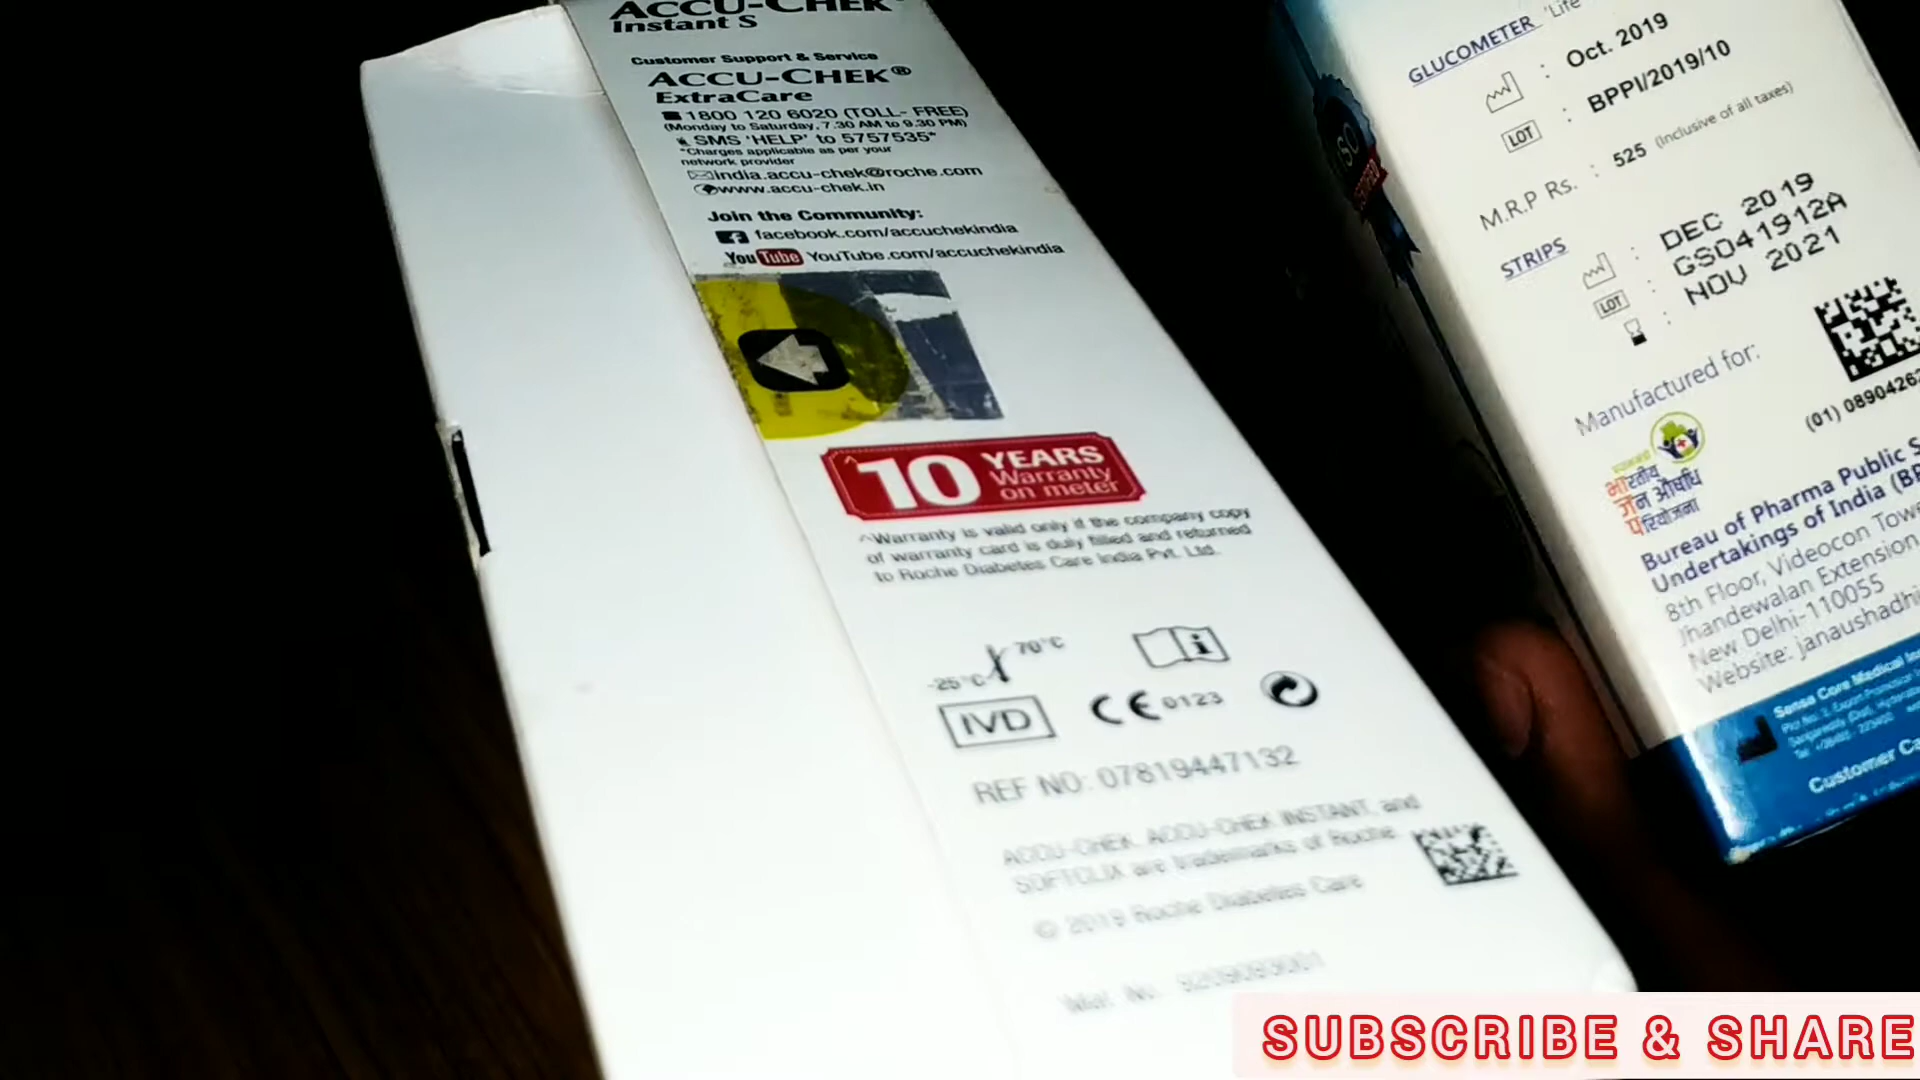 ACCU-CHEK®
Instant S
Customer Support & Service
ACCU-CHEK®
ExtraCare
1800 120 6020 (TOLL- FREE)
(Monday to Saturday, 7.30 AM to 9.30 PM)
SMS 'HELP' to 5757535*
*Charges applicable as per your
network provider
india.accu-chek@roche.com
www.accu-chek.in
Join the Community:
facebook.com/accuchekindia
YouTube YouTube.com/accuchekindia
^10 YEARS
Warranty
on meter
^Warranty is valid only if the company copy
of warranty card is duly filled and returned
to Roche Diabetes Care India Pvt. Ltd.
70°C
-25°C
IVD CE 0123
REF NO: 07819447132
ACCU-CHEK, ACCU-CHEK INSTANT, and
SOFTCLIX are trademarks of Roche
© 2019 Roche Diabetes Care
GLUCOMETER 'Life
: Oct. 2019
LOT : BPPI/2019/10
M.R.P Rs. : 525 (Inclusive of all taxes)
STRIPS : DEC 2019
LOT : GS041912A
: NOV 2021
Manufactured for:
(01) 0890426
भारतीय
जन औषधि
परियोजना
ISO
Bureau of Pharma Public S
Undertakings of India (BP
8th Floor, Videocon Tow
Jhandewalan Extension,
New Delhi-110055
Website: janaushadhi
Sense Core Medical In
Customer Ca
SUBSCRIBE & SHARE